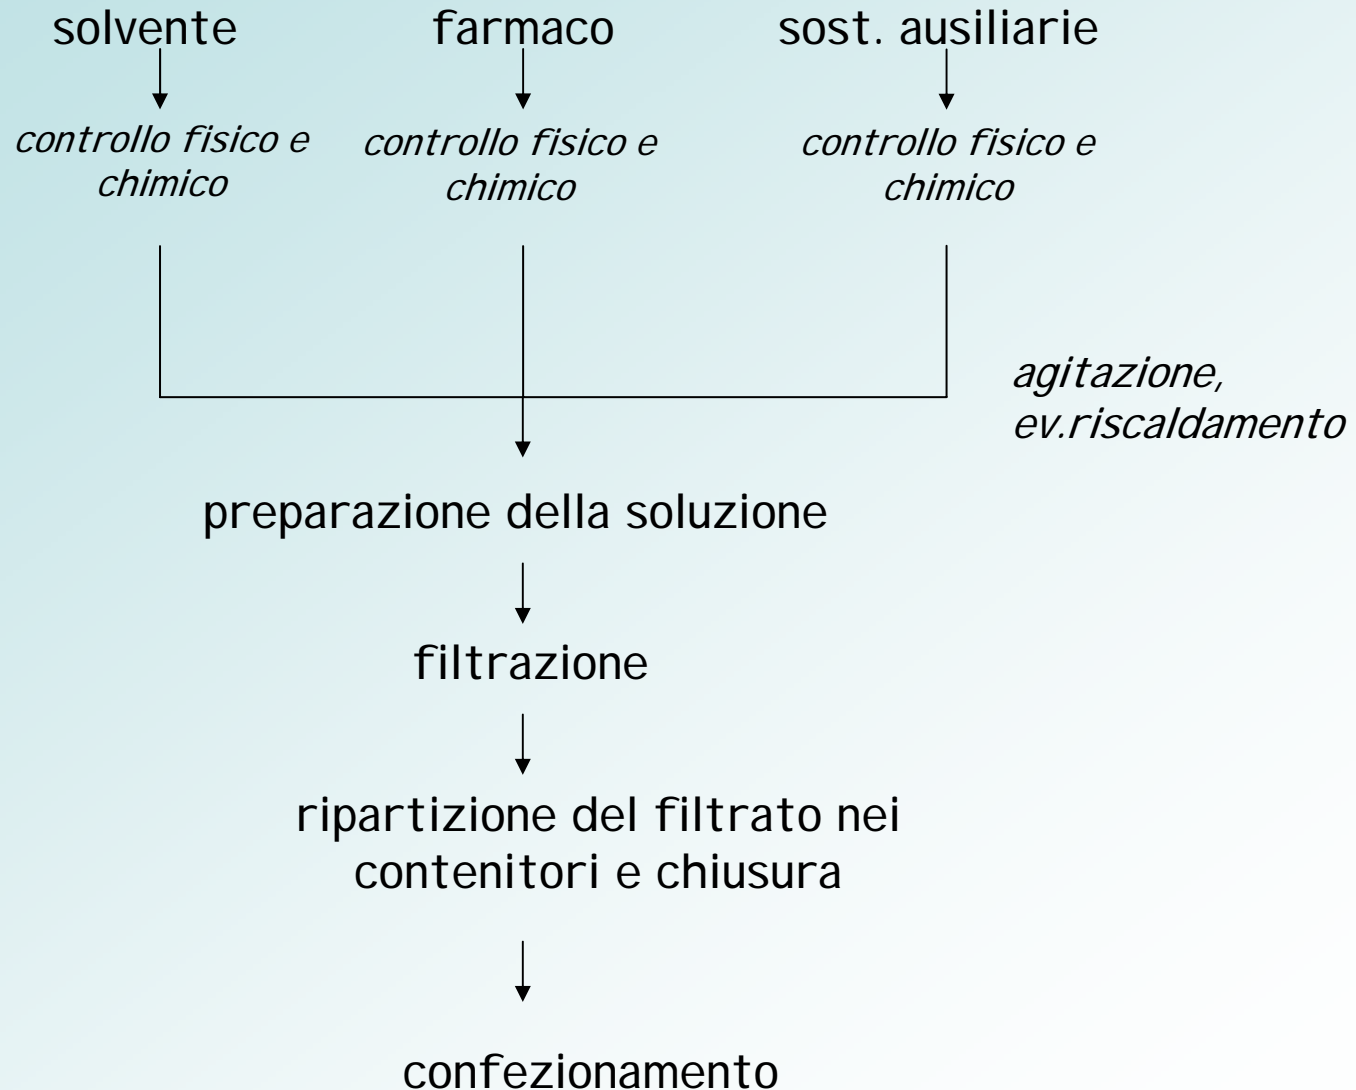 solvente
farmaco
sost. ausiliarie
controllo fisico e
chimico
controllo fisico e
chimico
controllo fisico e
chimico
agitazione,
ev.riscaldamento
preparazione della soluzione
filtrazione
ripartizione del filtrato nei
contenitori e chiusura
confezionamento